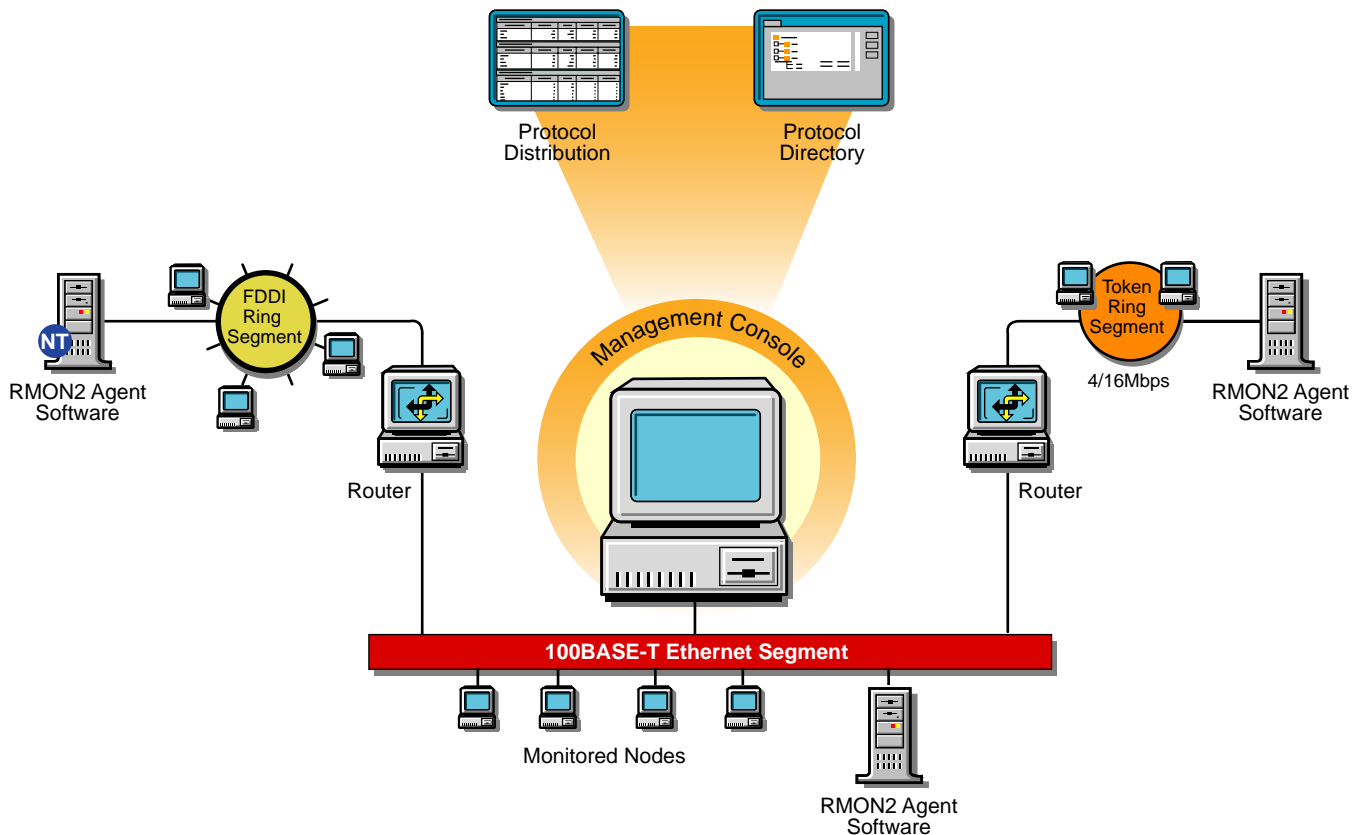 Protocol
Distribution
Protocol
Directory
FDDI
Ring
Segment
NT
RMON2 Agent
Software
Router
Management Console
Token
Ring
Segment
4/16Mbps
RMON2 Agent
Software
Router
100BASE-T Ethernet Segment
Monitored Nodes
RMON2 Agent
Software